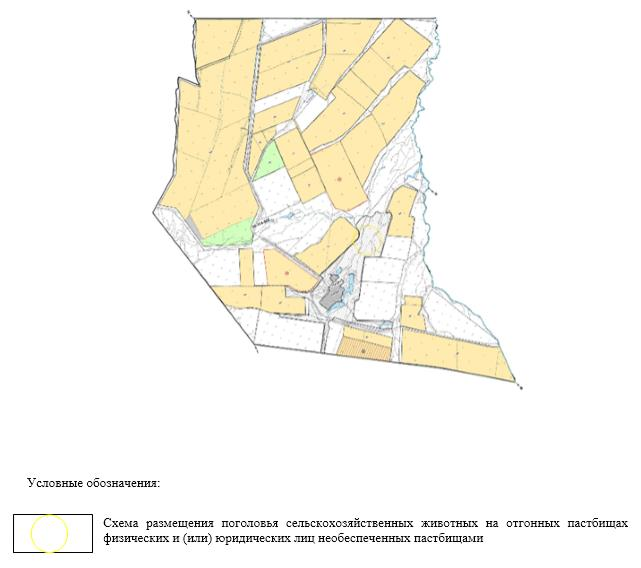 Условные обозначения:
Схема размещения поголовья сельскохозяйственных животных на отгонных пастбищах
физических и (или) юридических лиц необеспеченных пастбищами